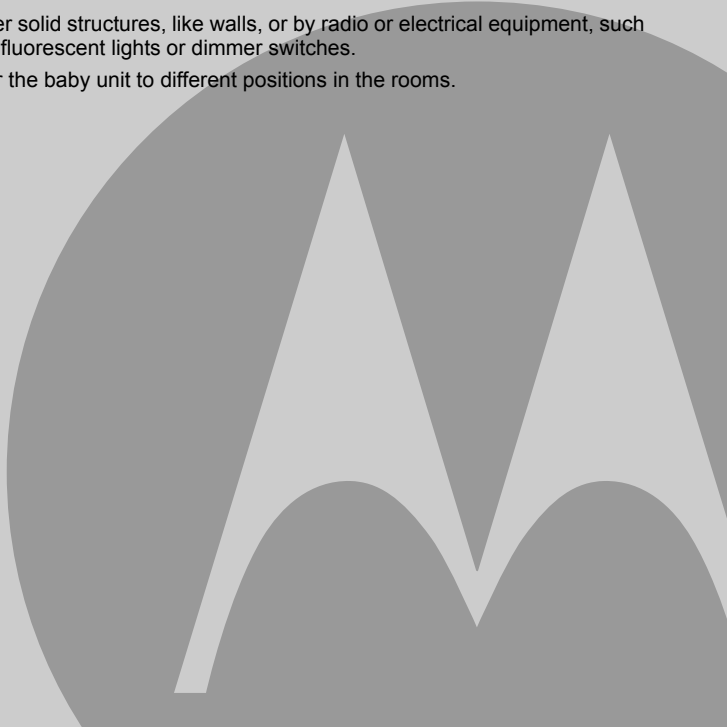 er solid structures, like walls, or by radio or electrical equipment, such
fluorescent lights or dimmer switches.
r the baby unit to different positions in the rooms.